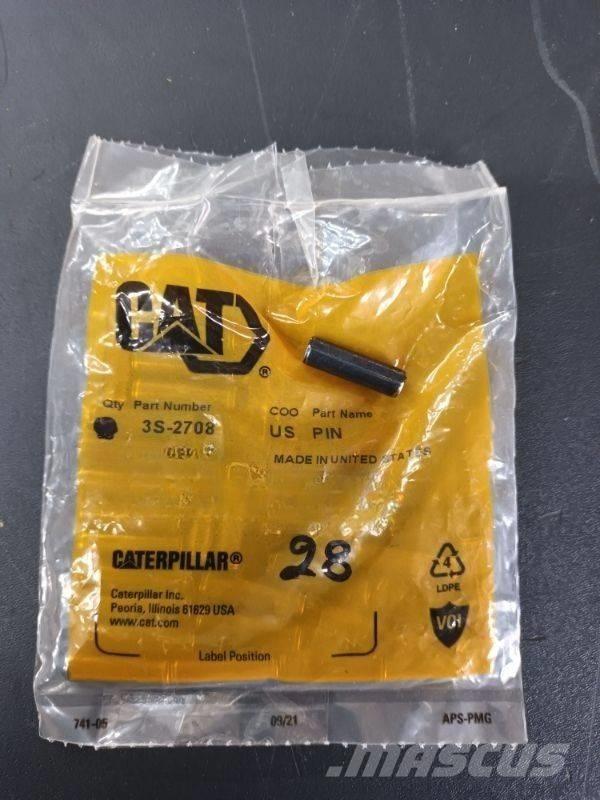 CAT®
Qty Part Number COO Part Name
3S-2708 US PIN
MADE IN UNITED STATES
28
CATERPILLAR®
4
LDPE
Caterpillar Inc.
Peoria, Illinois 61629 USA
www.cat.com
VCI
Label Position
741-05 09/21 APS-PMG
MASCUS